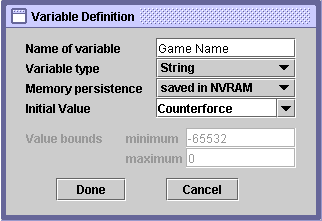 Variable Definition
Name of variable Game Name
Variable type String
Memory persistence saved in NVRAM
Initial Value Counterforce
Value bounds minimum -65532
maximum 0
Done Cancel